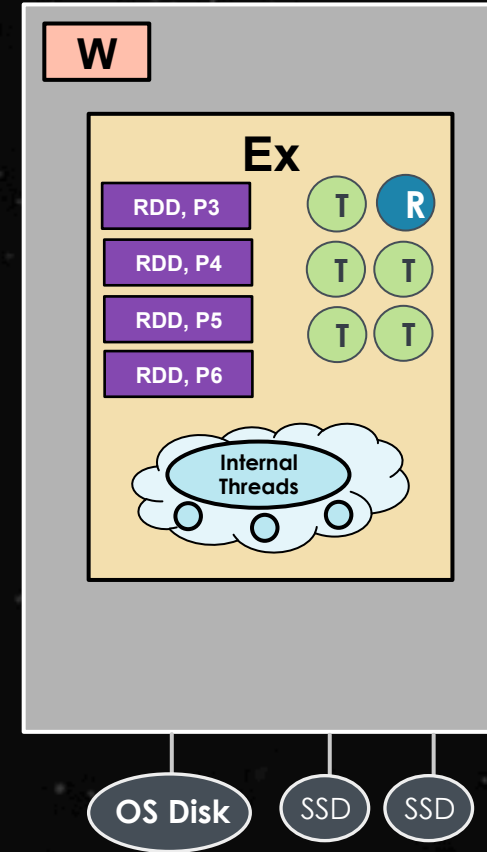 W
Ex
RDD, P3
T
R
RDD, P4
T
T
RDD, P5
T
T
RDD, P6
Internal
Threads
OS Disk
SSD
SSD